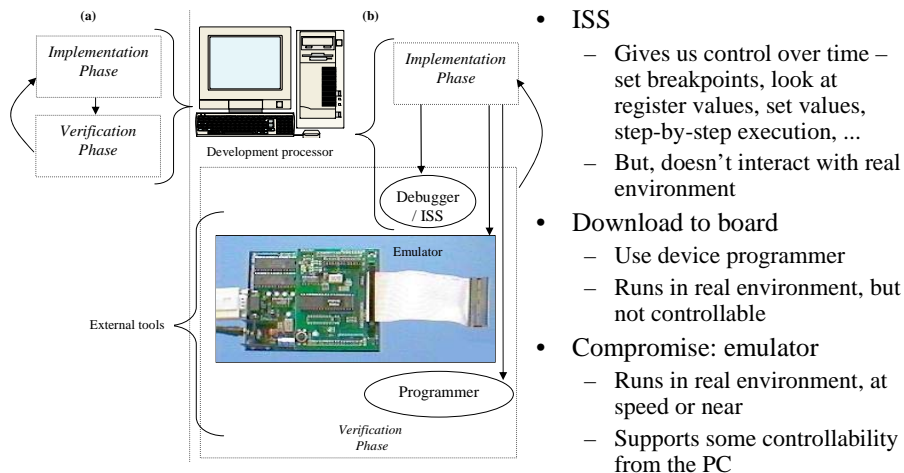 (a)
(b)
Implementation
Phase
Verification
Phase
Development processor
Implementation
Phase
Debugger
/ ISS
Emulator
External tools
Programmer
Verification
Phase
• ISS
– Gives us control over time –
set breakpoints, look at
register values, set values,
step-by-step execution, ...
– But, doesn’t interact with real
environment
• Download to board
– Use device programmer
– Runs in real environment, but
not controllable
• Compromise: emulator
– Runs in real environment, at
speed or near
– Supports some controllability
from the PC